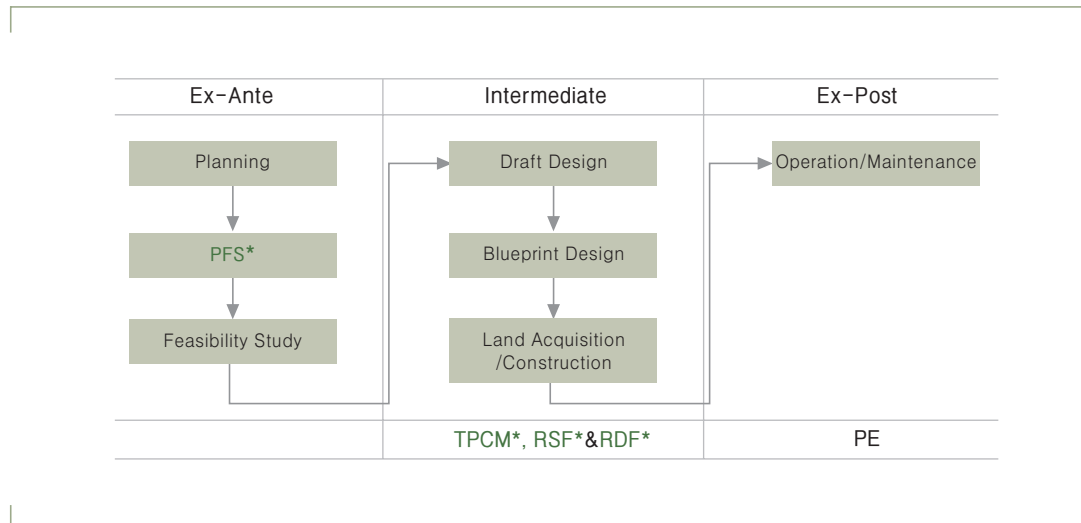 Ex-Ante
Intermediate
Ex-Post
Planning
PFS*
Feasibility Study
Draft Design
Blueprint Design
Land Acquisition
/Construction
Operation/Maintenance
TPCM*, RSF*&RDF*
PE